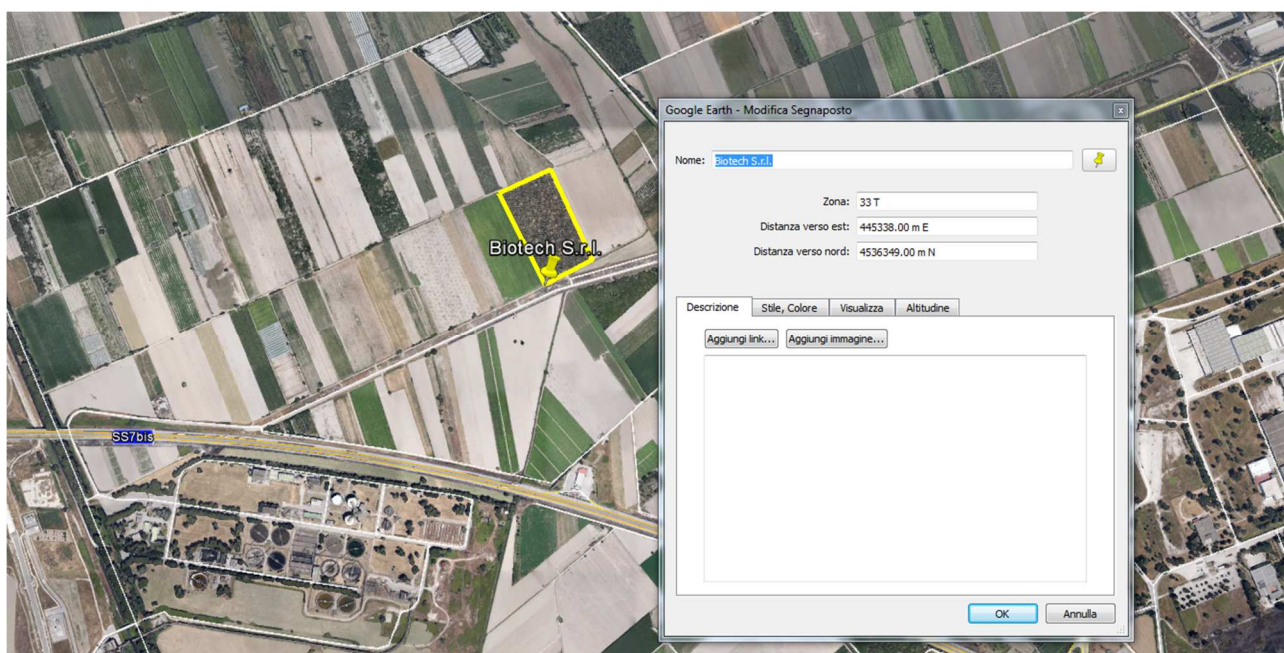 Google Earth - Modifica Segnaposto
Nome: Biotech S.r.l.
Zona: 33 T
Distanza verso est: 445338.00 m E
Distanza verso nord: 4536349.00 m N
Biotech S.r.l.
Descrizione Stile, Colore Visualizza Altitudine
Aggiungi link... Aggiungi immagine...
SS7bis
OK Annulla